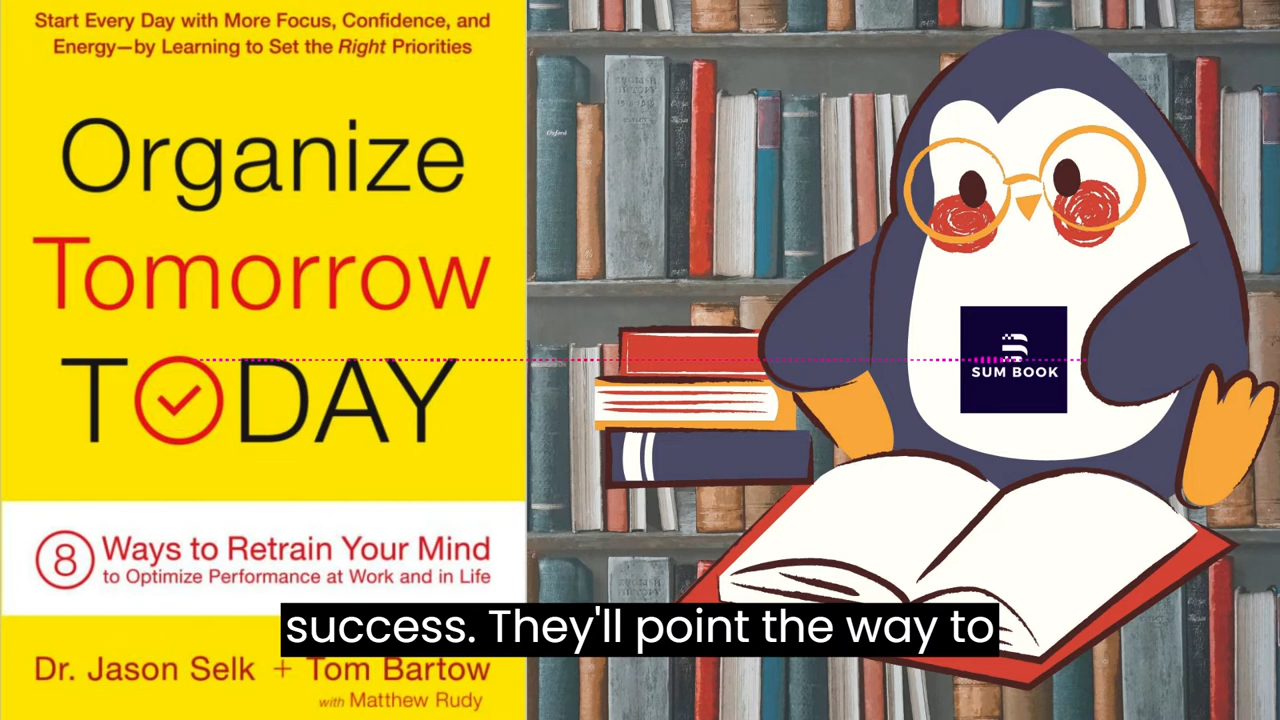 Start Every Day with More Focus, Confidence, and
Energy—by Learning to Set the Right Priorities
Organize
Tomorrow
TODAY
8 Ways to Retrain Your Mind
to Optimize Performance at Work and in Life
Dr. Jason Selk + Tom Bartow
with Matthew Rudy
SUM BOOK
success. They'll point the way to
Oxford